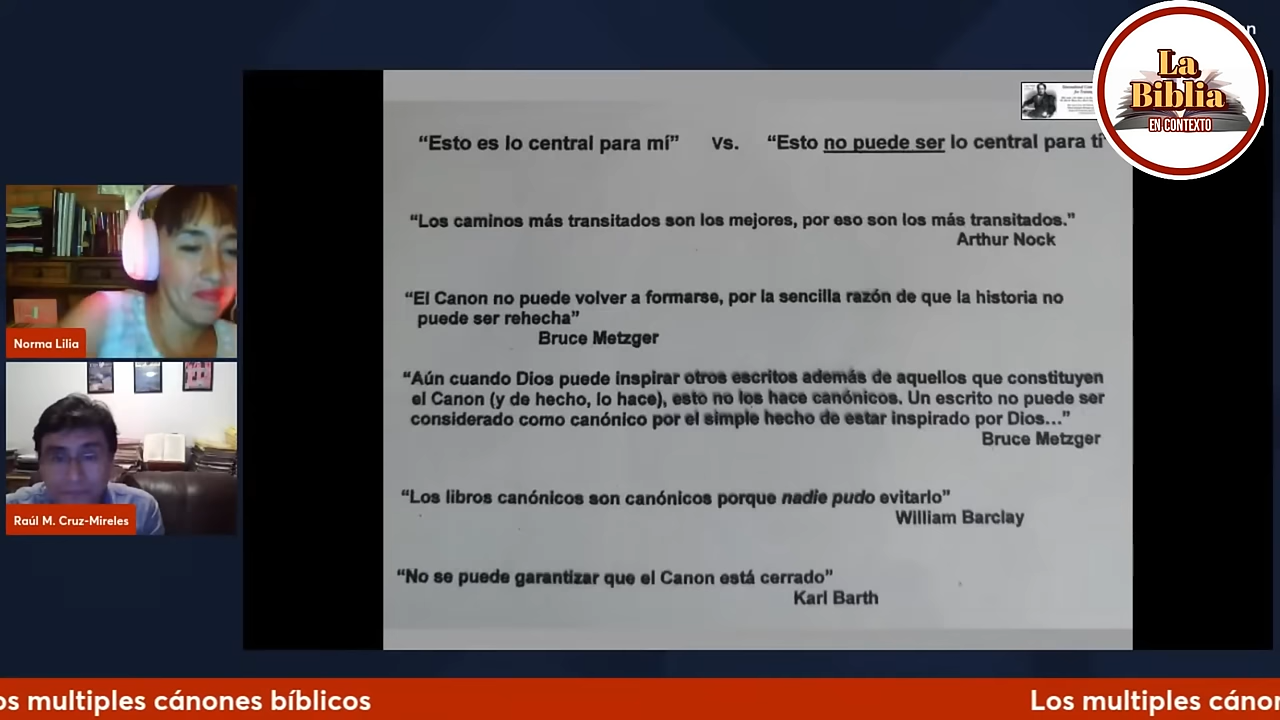 La
Biblia
EN CONTEXTO
“Esto es lo central para mí” Vs. “Esto no puede ser lo central para ti
“Los caminos más transitados son los mejores, por eso son los más transitados.”
Arthur Nock
“El Canon no puede volver a formarse, por la sencilla razón de que la historia no
puede ser rehecha”
Bruce Metzger
“Aún cuando Dios puede inspirar otros escritos además de aquellos que constituyen
el Canon (y de hecho, lo hace), esto no los hace canónicos. Un escrito no puede ser
considerado como canónico por el simple hecho de estar inspirado por Dios...”
Bruce Metzger
“Los libros canónicos son canónicos porque nadie pudo evitarlo”
William Barclay
“No se puede garantizar que el Canon está cerrado”
Karl Barth
Norma Lilia
Raúl M. Cruz-Mireles
os multiples cánones bíblicos
Los multiples cánon